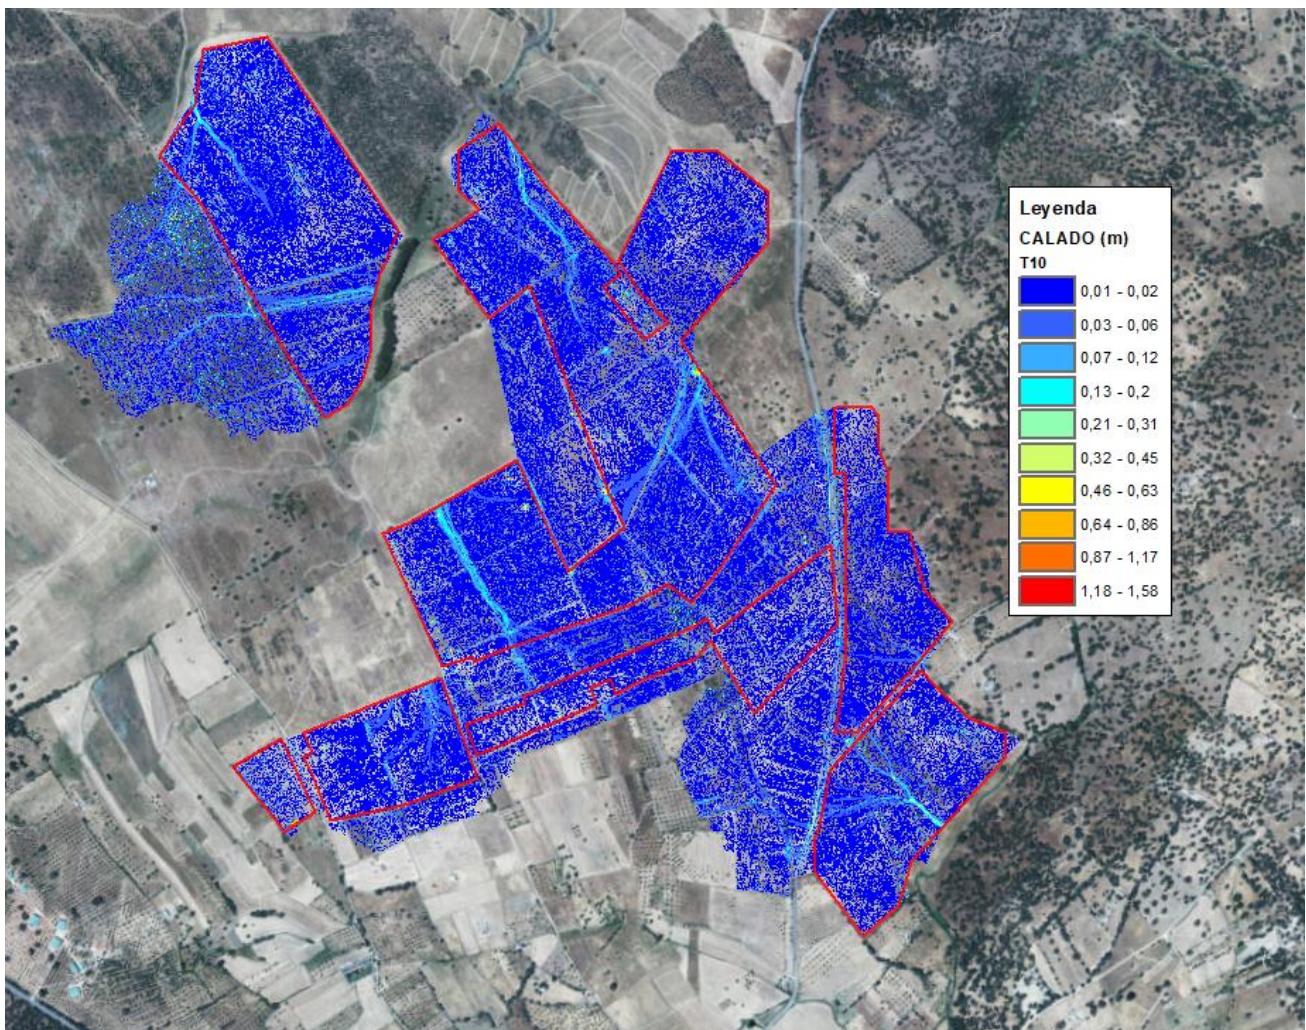 Leyenda
CALADO (m)
T10
0,01 - 0,02
0,03 - 0,06
0,07 - 0,12
0,13 - 0,2
0,21 - 0,31
0,32 - 0,45
0,46 - 0,63
0,64 - 0,86
0,87 - 1,17
1,18 - 1,58